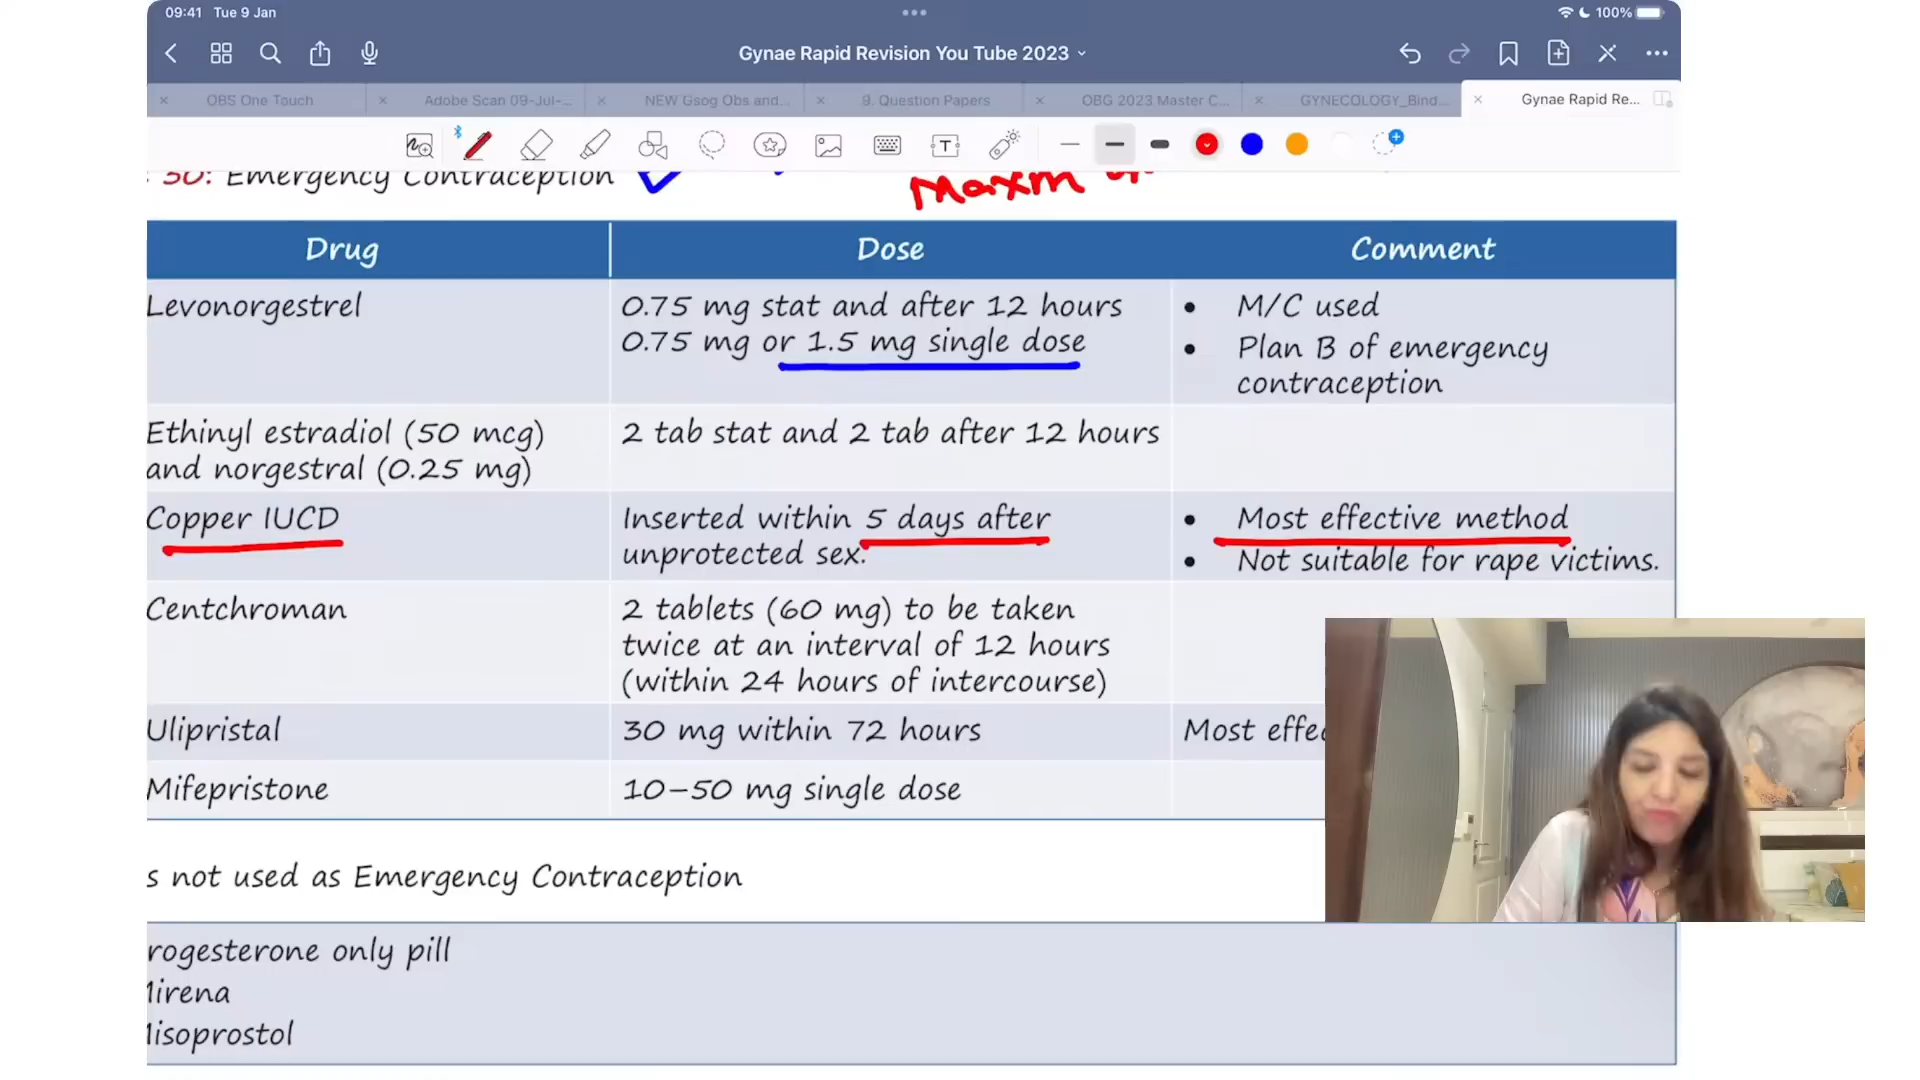 09:41 Tue 9 Jan
100%
Gynae Rapid Revision You Tube 2023
OBS One Touch
Adobe Scan 09-Jul-...
NEW Gsog Obs and...
9. Question Papers
OBG 2023 Master C...
GYNECOLOGY_Bind...
Gynae Rapid Re...
50: Emergency Contraception
Maxm
Drug Dose Comment
Levonorgestrel
0.75 mg stat and after 12 hours
0.75 mg or 1.5 mg single dose
• M/C used
• Plan B of emergency
contraception
Ethinyl estradiol (50 mcg)
and norgestral (0.25 mg)
2 tab stat and 2 tab after 12 hours
Copper IUCD
Inserted within 5 days after
unprotected sex.
• Most effective method
• Not suitable for rape victims.
Centchroman
2 tablets (60 mg) to be taken
twice at an interval of 12 hours
(within 24 hours of intercourse)
Ulipristal
30 mg within 72 hours
Most effec
Mifepristone
10–50 mg single dose
s not used as Emergency Contraception
rogesterone only pill
irena
isoprostol